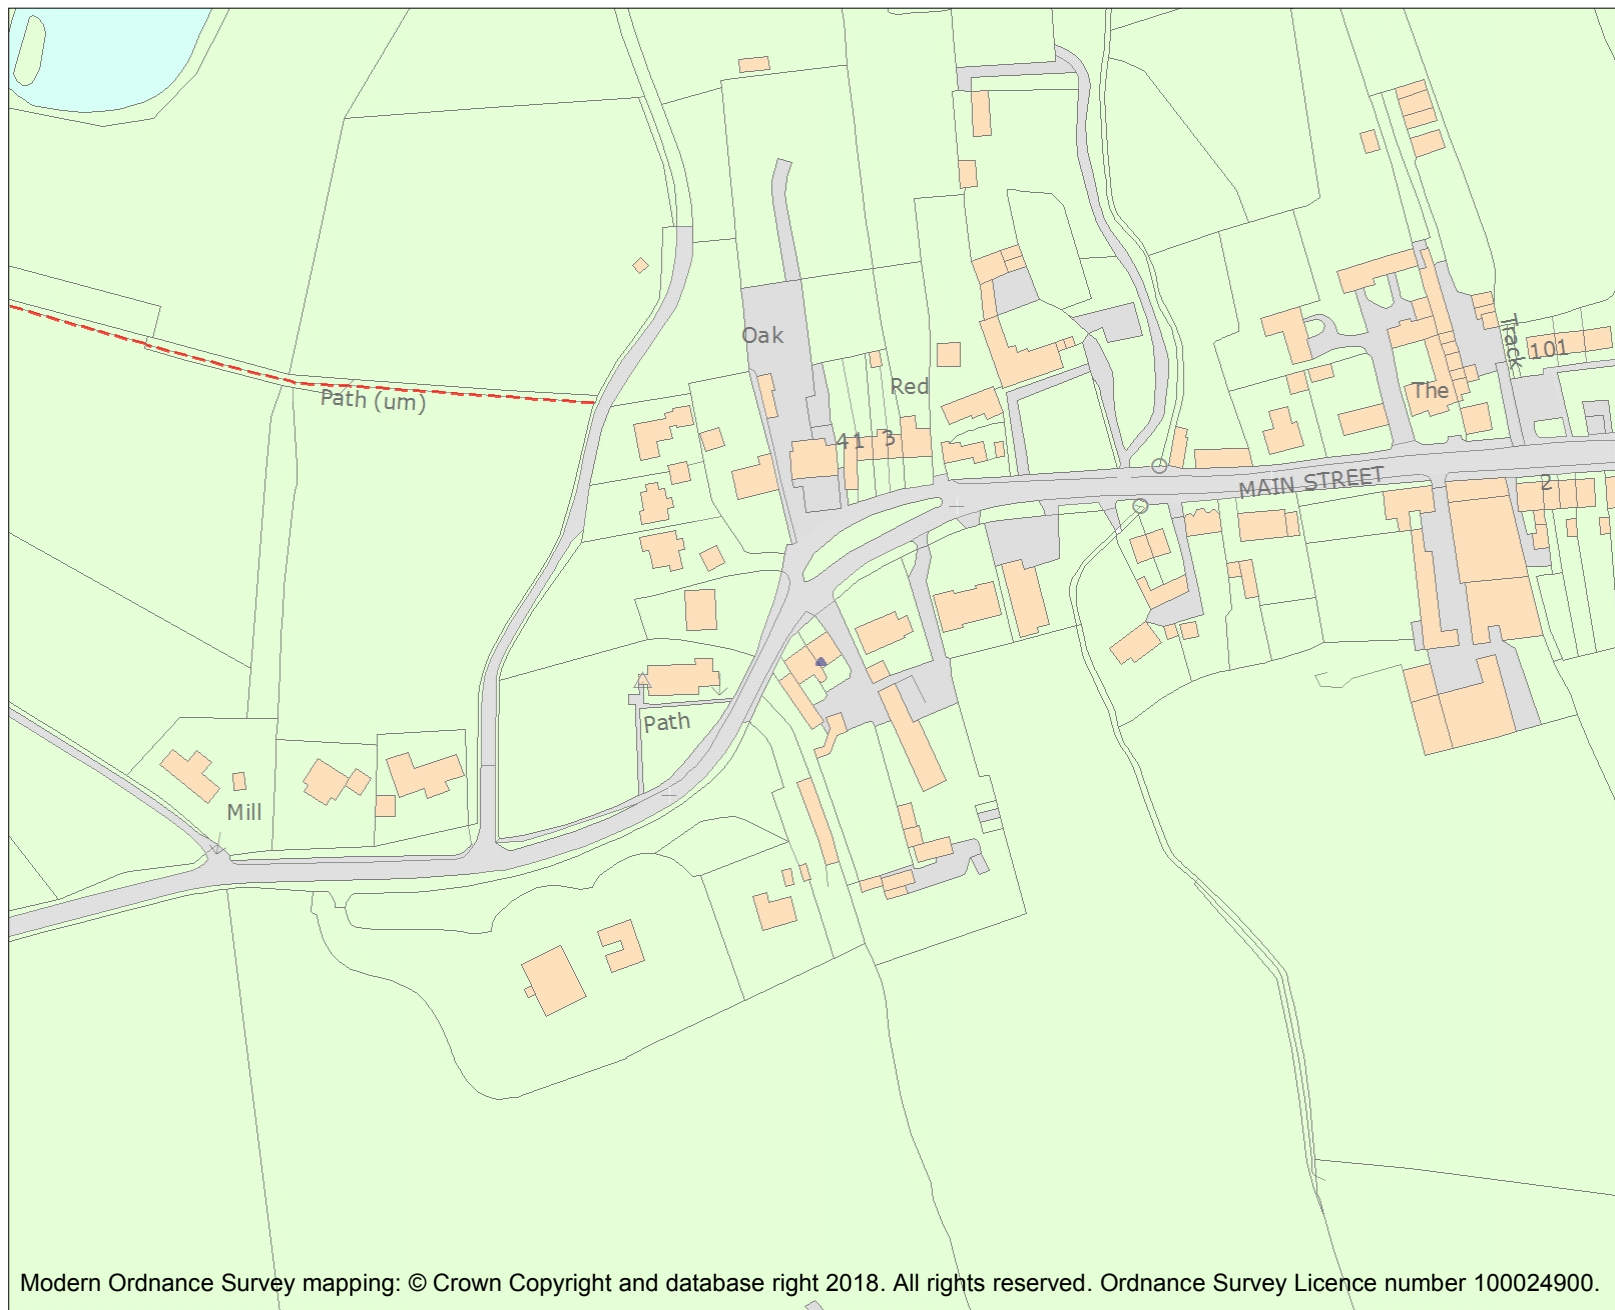 Oak
Track
101
Red
The
Path (um)
41
3
MAIN STREET
2
Path
Mill
Modern Ordnance Survey mapping: © Crown Copyright and database right 2018. All rights reserved. Ordnance Survey Licence number 100024900.